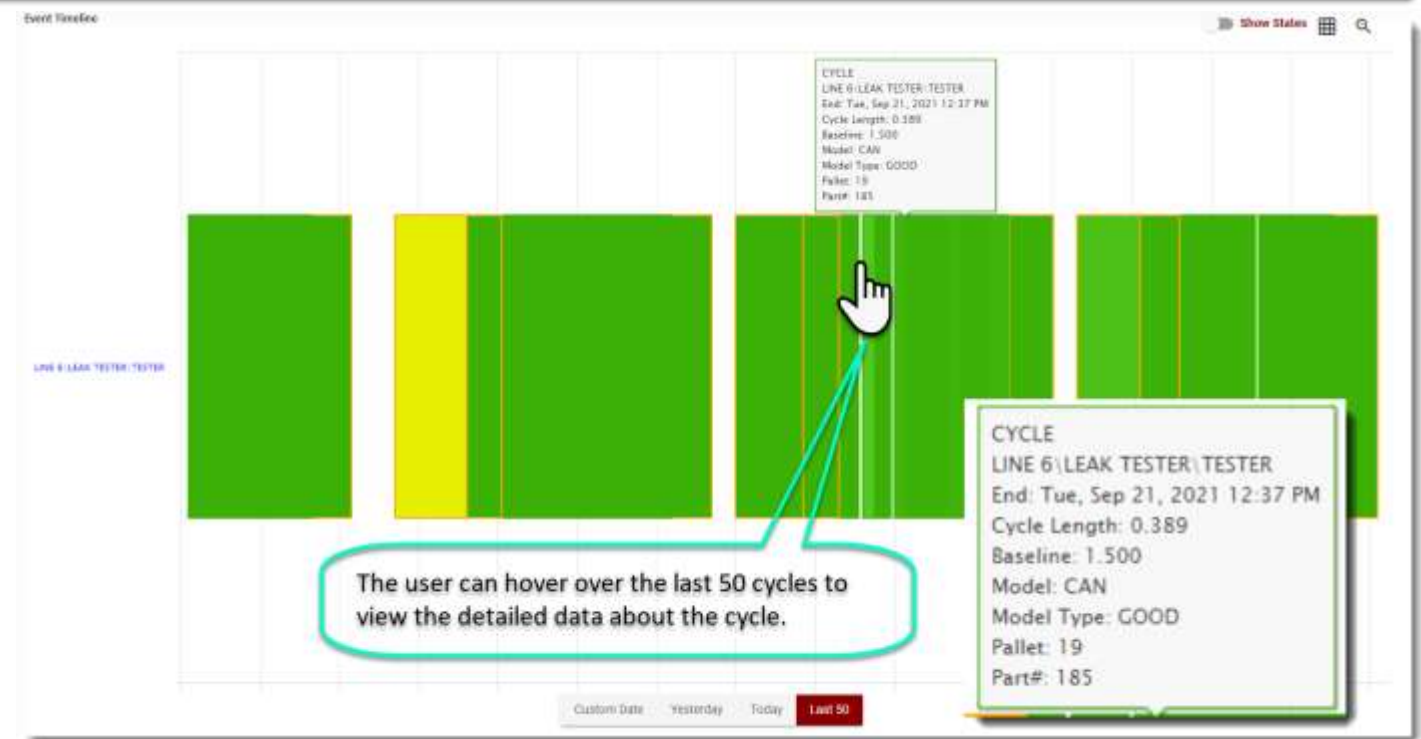 Event Timeline
Show States
CYCLE
LINE 6\LEAK TESTER\TESTER
End: Tue, Sep 21, 2021 12:37 PM
Cycle Length: 0.389
Baseline: 1.500
Model: CAN
Model Type: GOOD
Pallet: 19
Part#: 185
LINE 6\LEAK TESTER\TESTER
The user can hover over the last 50 cycles to
view the detailed data about the cycle.
CYCLE
LINE 6\LEAK TESTER\TESTER
End: Tue, Sep 21, 2021 12:37 PM
Cycle Length: 0.389
Baseline: 1.500
Model: CAN
Model Type: GOOD
Pallet: 19
Part#: 185
Custom Date Yesterday Today Last 50